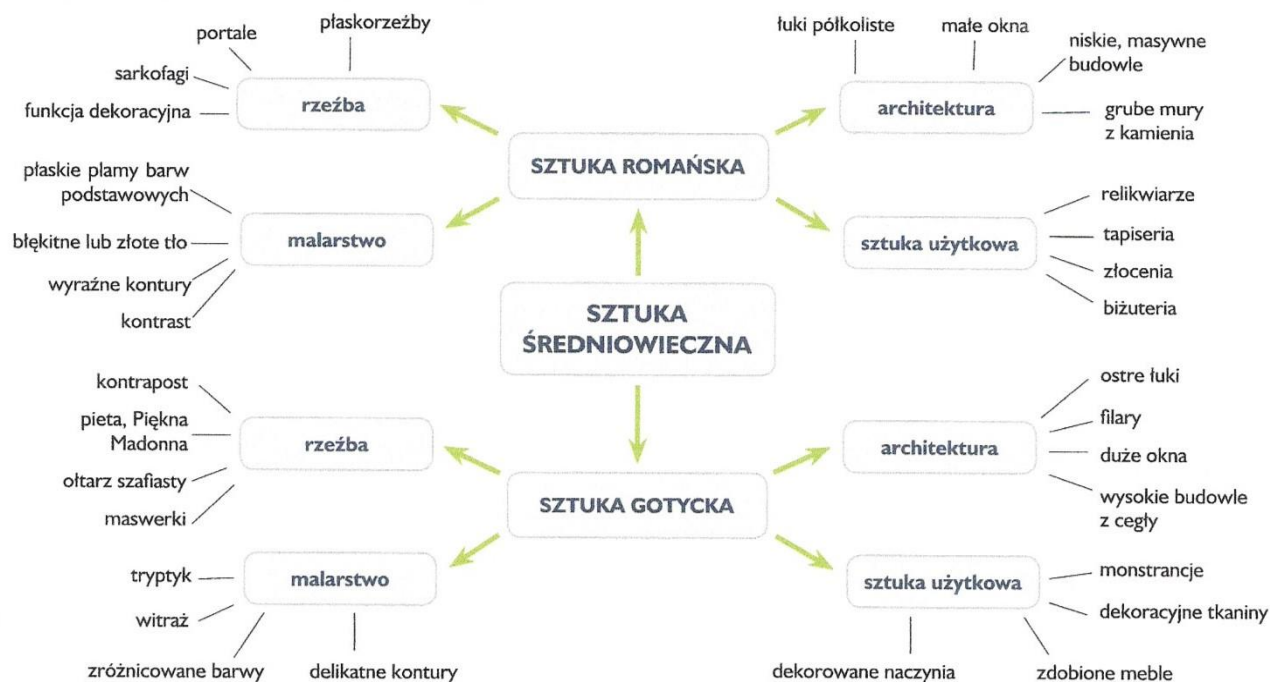 portale
płaskorzeźby
sarkofagi
funkcja dekoracyjna
rzeźba
łuki półkoliste
małe okna
niskie, masywne
budowle
grube mury
z kamienia
architektura
SZTUKA ROMAŃSKA
płaskie plamy barw
podstawowych
błękitne lub złote tło
wyraźne kontury
kontrast
malarstwo
relikwiarze
tapiseria
złocenia
biżuteria
sztuka użytkowa
SZTUKA
ŚREDNIOWIECZNA
kontrapost
pieta, Piękna
Madonna
ołtarz szafiasty
maswerki
rzeźba
ostre łuki
filary
duże okna
wysokie budowle
z cegły
architektura
SZTUKA GOTYCKA
tryptyk
witraż
zróżnicowane barwy
delikatne kontury
malarstwo
monstrancje
dekoracyjne tkaniny
zdobione meble
dekorowane naczynia
sztuka użytkowa